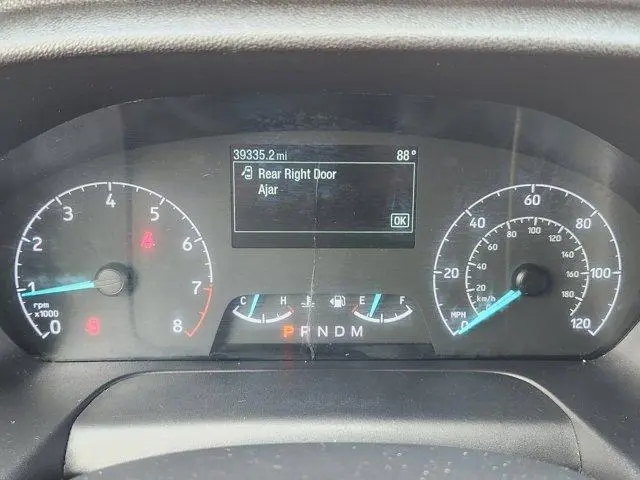 39335.2 mi 88°
Rear Right Door
Ajar
OK
0 1 2 3 4 5 6 7 8
rpm
x1000
C H E F
P R N D M
0 20 40 60 80 100 120
MPH
km/h
20 40 60 80 100 120 140 160 180